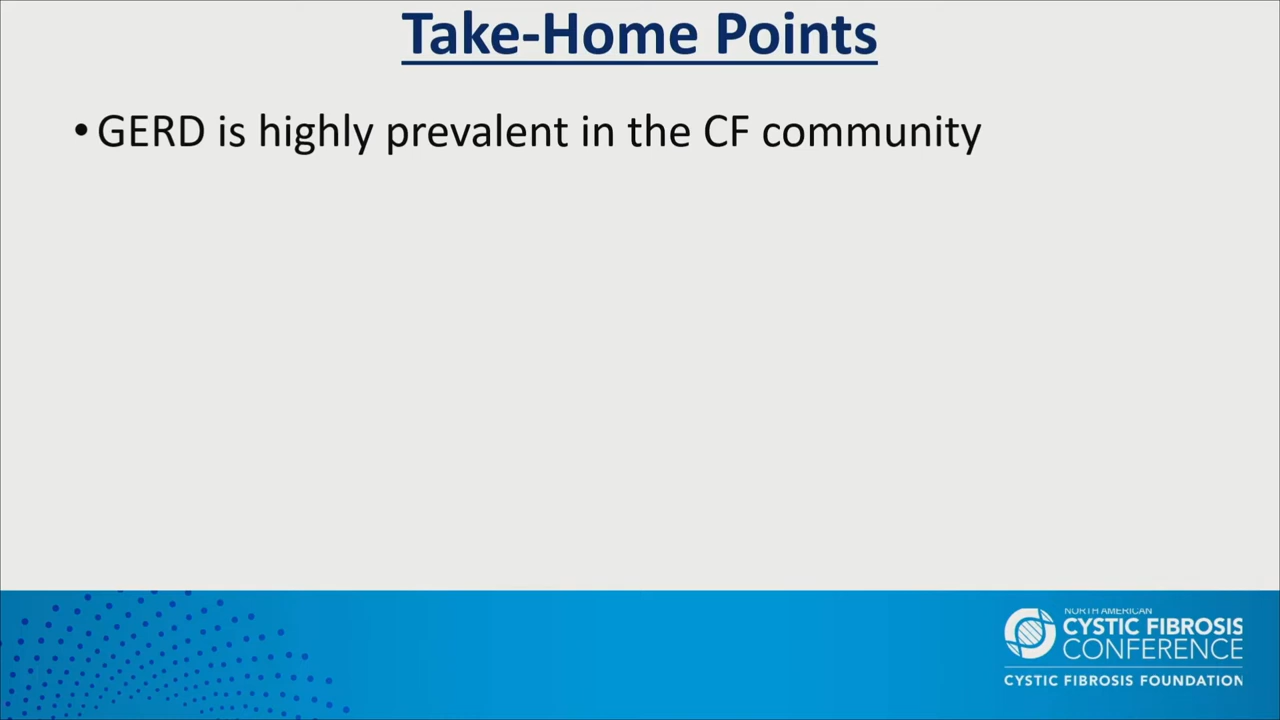 Take-Home Points
• GERD is highly prevalent in the CF community
NORTH AMERICAN
CYSTIC FIBROSIS
CONFERENCE
CYSTIC FIBROSIS FOUNDATION